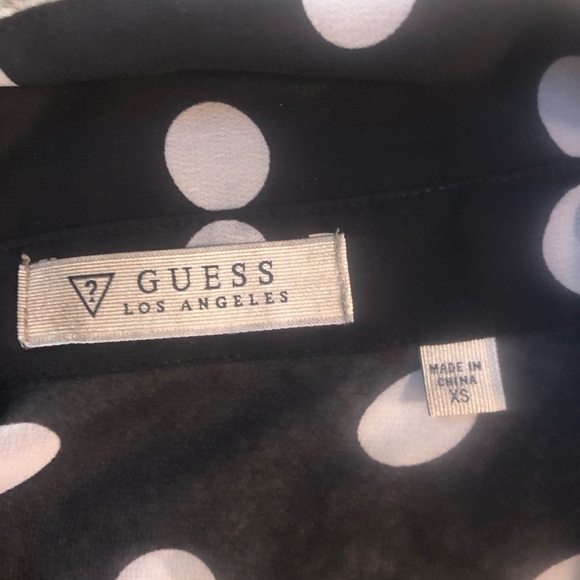 ?
GUESS
LOS ANGELES
MADE IN
CHINA
XS